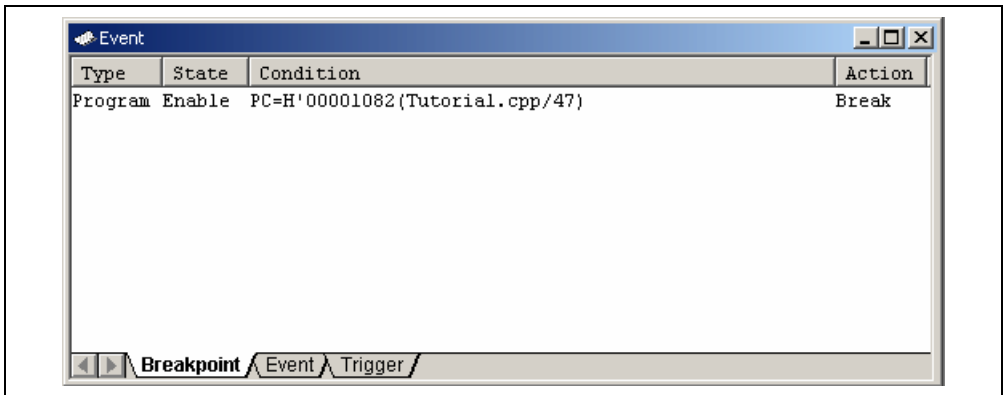 Event
Type State Condition Action
Program Enable PC=H'00001082(Tutorial.cpp/47) Break
Breakpoint Event Trigger